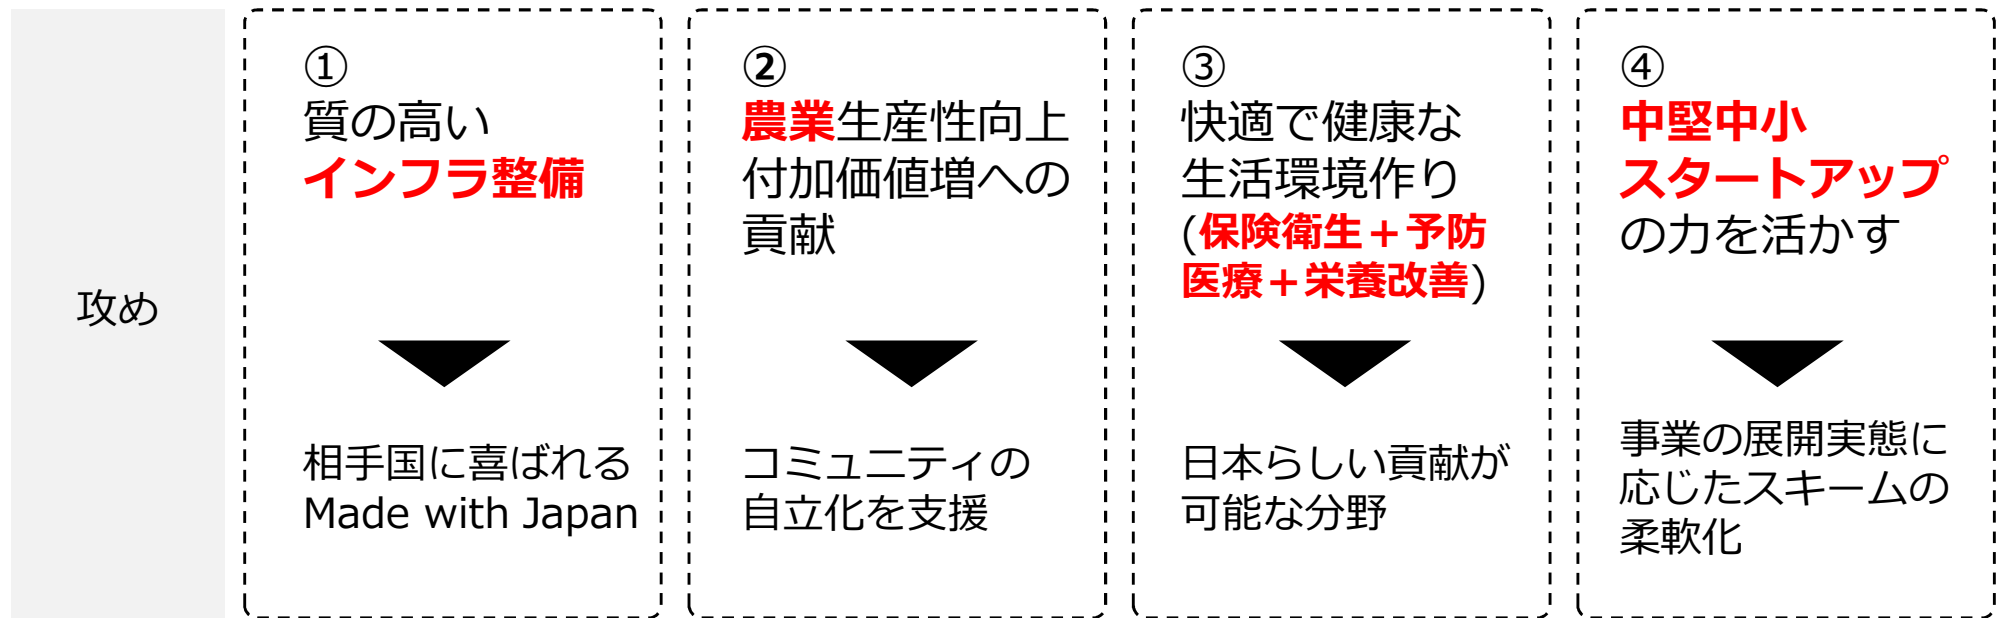 攻め
①
質の高い
インフラ整備
相手国に喜ばれる
Made with Japan
②
農業生産性向上
付加価値増への
貢献
コミュニティの
自立化を支援
③
快適で健康な
生活環境作り
(保険衛生＋予防
医療＋栄養改善)
日本らしい貢献が
可能な分野
④
中堅中小
スタートアップ
の力を活かす
事業の展開実態に
応じたスキームの
柔軟化